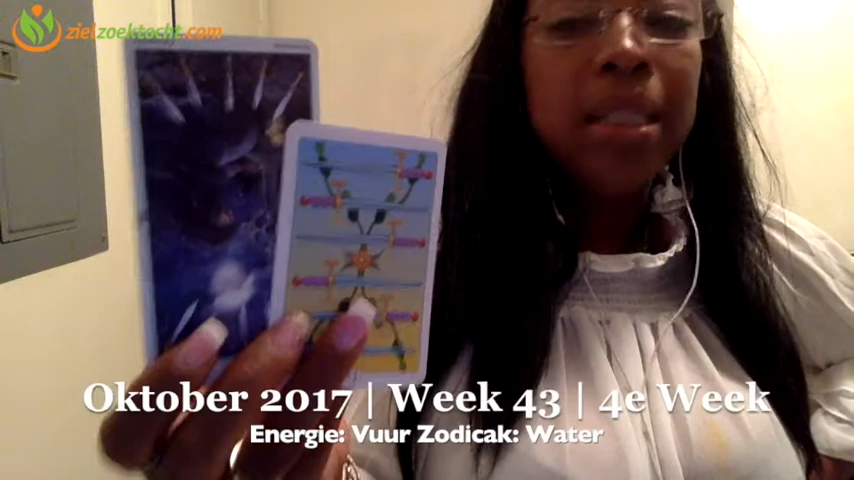 zielzoektocht.com
Oktober 2017 | Week 43 | 4e Week
Energie: Vuur Zodicak: Water